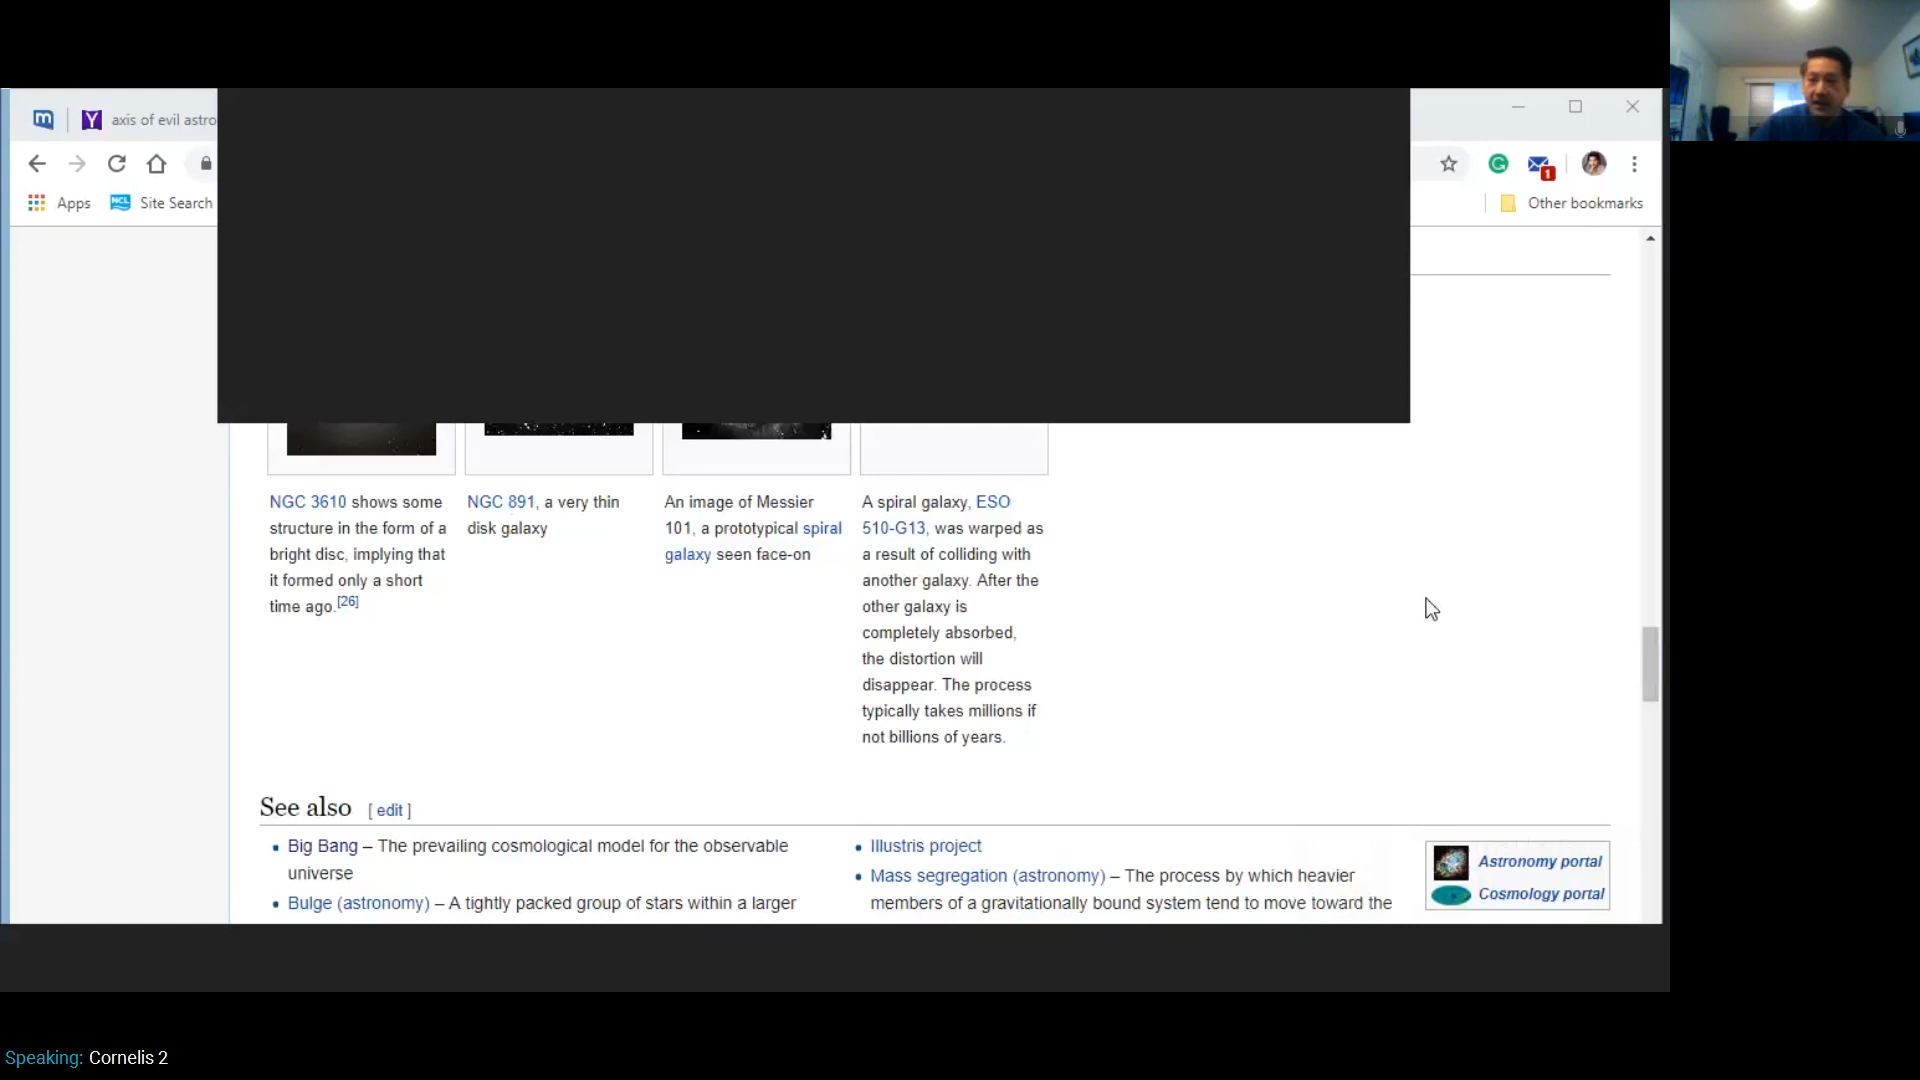 axis of evil astro
Apps
Site Search
Other bookmarks
1
NGC 3610 shows some
structure in the form of a
bright disc, implying that
it formed only a short
time ago.[26]
NGC 891, a very thin
disk galaxy
An image of Messier
101, a prototypical spiral
galaxy seen face-on
A spiral galaxy, ESO
510-G13, was warped as
a result of colliding with
another galaxy. After the
other galaxy is
completely absorbed,
the distortion will
disappear. The process
typically takes millions if
not billions of years.
See also [ edit ]
Big Bang – The prevailing cosmological model for the observable
universe
Bulge (astronomy) – A tightly packed group of stars within a larger
Illustris project
Mass segregation (astronomy) – The process by which heavier
members of a gravitationally bound system tend to move toward the
Astronomy portal
Cosmology portal
Speaking: Cornelis 2